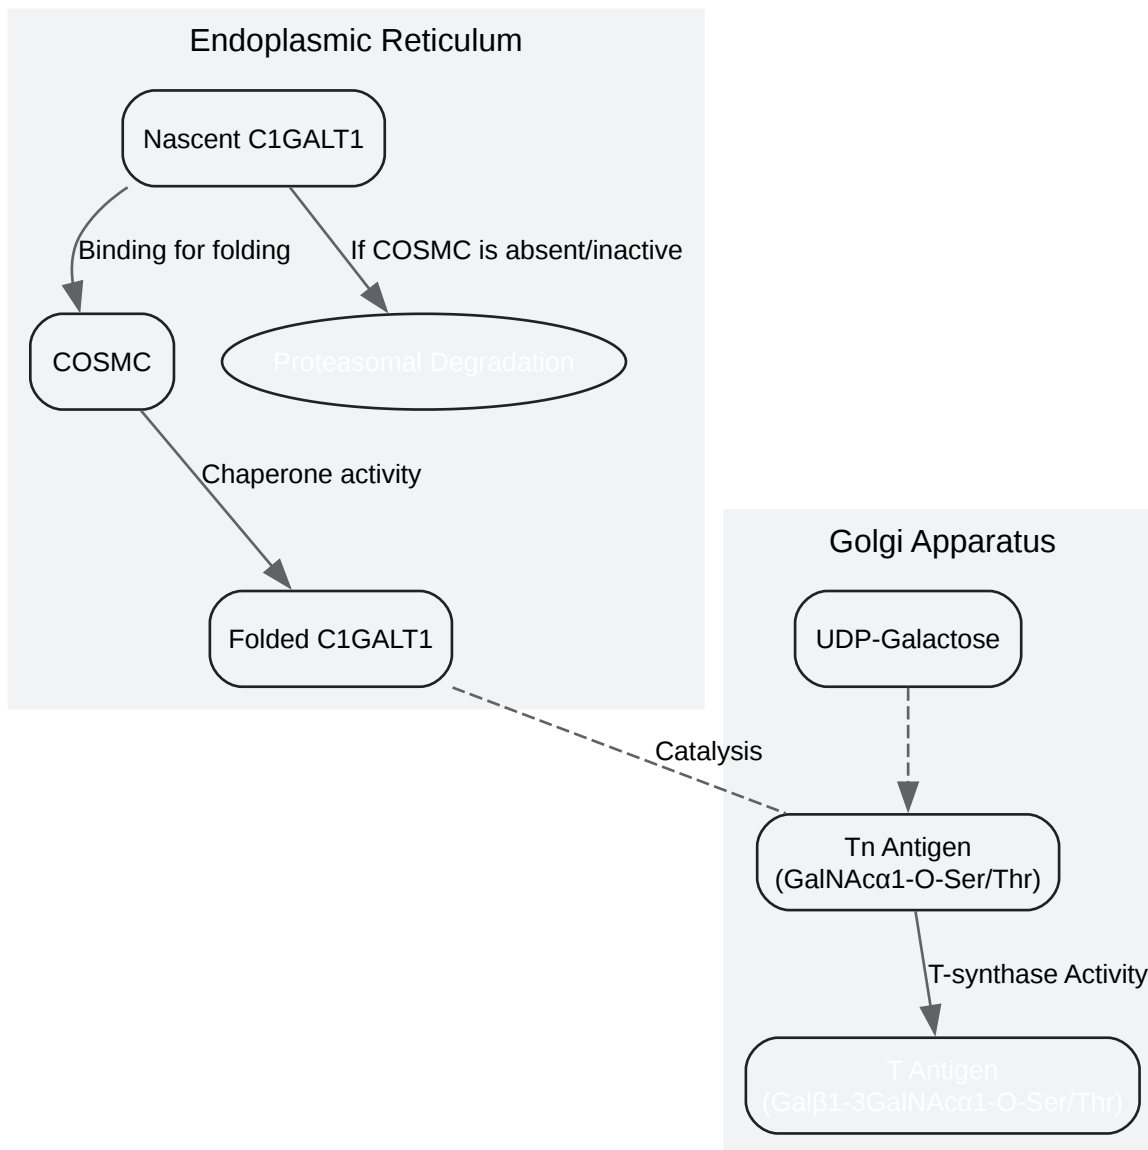 Endoplasmic Reticulum
Nascent C1GALT1
Binding for folding
If COSMC is absent/inactive
COSMC
Proteasomal Degradation
Chaperone activity
Folded C1GALT1
Golgi Apparatus
UDP-Galactose
Catalysis
Tn Antigen
(GalNAcα1-O-Ser/Thr)
T-synthase Activity
T Antigen
(Galβ1-3GalNAcα1-O-Ser/Thr)